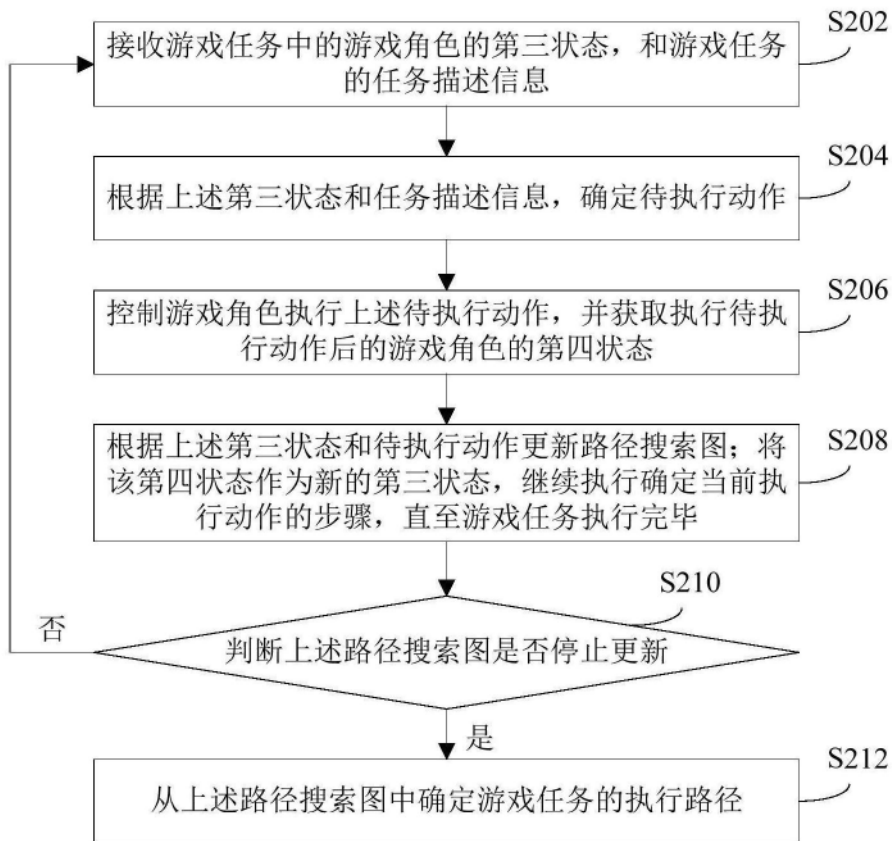 S202
接收游戏任务中的游戏角色的第三状态，和游戏任务
的任务描述信息
S204
根据上述第三状态和任务描述信息，确定待执行动作
S206
控制游戏角色执行上述待执行动作，并获取执行待执
行动作后的游戏角色的第四状态
S208
根据上述第三状态和待执行动作更新路径搜索图；将
该第四状态作为新的第三状态，继续执行确定当前执
行动作的步骤，直至游戏任务执行完毕
S210
否
判断上述路径搜索图是否停止更新
是
S212
从上述路径搜索图中确定游戏任务的执行路径